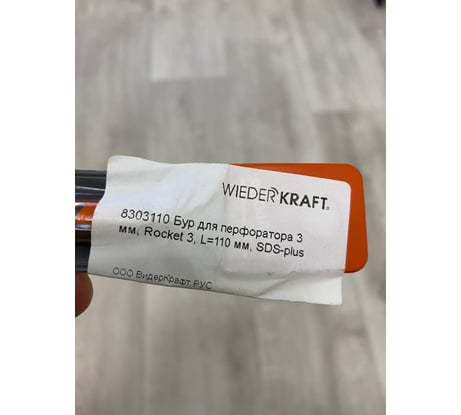 WIEDERKRAFT®
8303110 Бур для перфоратора 3
мм, Rocket 3, L=110 мм, SDS-plus
ООО ВидерКрафт РУС